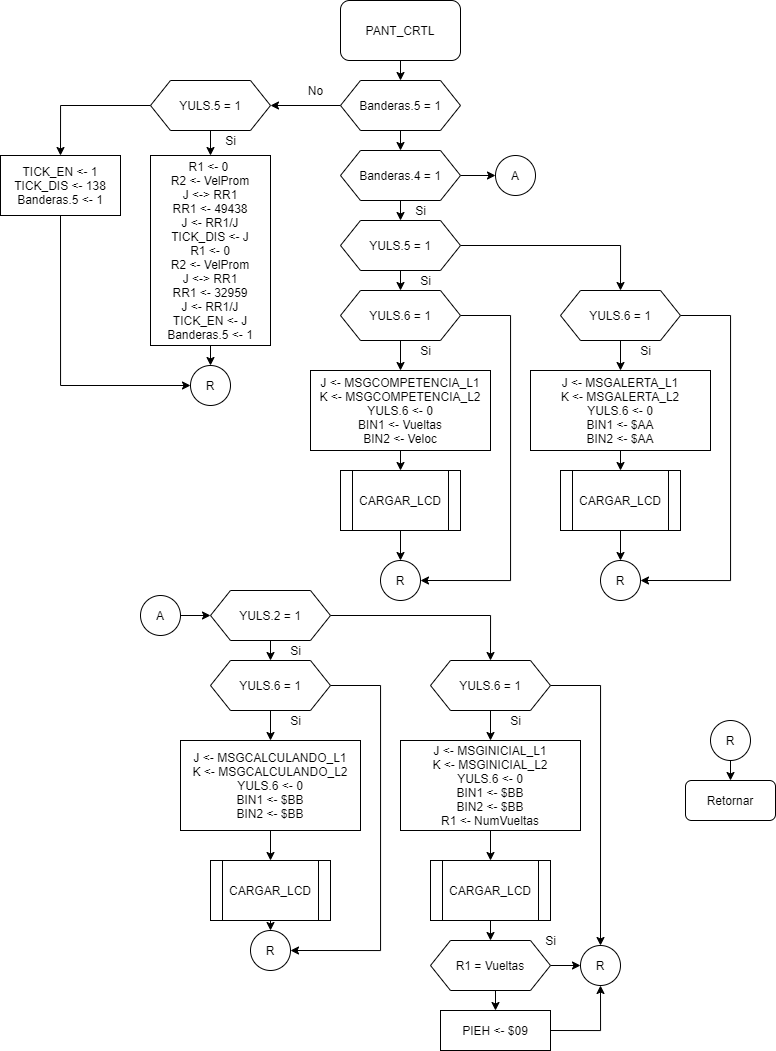 PANT_CRTL
Banderas.5 = 1
No
YULS.5 = 1
Si
TICK_EN <- 1
TICK_DIS <- 138
Banderas.5 <- 1
R1 <- 0
R2 <- VelProm
J <-> RR1
RR1 <- 49438
J <- RR1/J
TICK_DIS <- J
R1 <- 0
R2 <- VelProm
J <-> RR1
RR1 <- 32959
J <- RR1/J
TICK_EN <- J
Banderas.5 <- 1
R
Banderas.4 = 1
A
Si
YULS.5 = 1
Si
YULS.6 = 1
Si
J <- MSGCOMPETENCIA_L1
K <- MSGCOMPETENCIA_L2
YULS.6 <- 0
BIN1 <- Vueltas
BIN2 <- Veloc
CARGAR_LCD
R
YULS.6 = 1
Si
J <- MSGALERTA_L1
K <- MSGALERTA_L2
YULS.6 <- 0
BIN1 <- $AA
BIN2 <- $AA
CARGAR_LCD
R
A
YULS.2 = 1
Si
YULS.6 = 1
Si
J <- MSGCALCULANDO_L1
K <- MSGCALCULANDO_L2
YULS.6 <- 0
BIN1 <- $BB
BIN2 <- $BB
CARGAR_LCD
R
YULS.6 = 1
Si
J <- MSGINICIAL_L1
K <- MSGINICIAL_L2
YULS.6 <- 0
BIN1 <- $BB
BIN2 <- $BB
R1 <- NumVueltas
CARGAR_LCD
R1 = Vueltas
Si
R
PIEH <- $09
R
Retornar